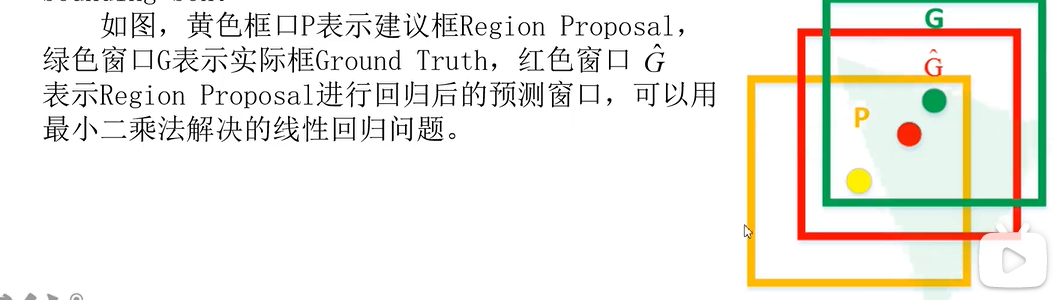 如图，黄色框口P表示建议框Region Proposal，
绿色窗口G表示实际框Ground Truth，红色窗口 Ĝ
表示Region Proposal进行回归后的预测窗口，可以用
最小二乘法解决的线性回归问题。
G
Ĝ
P